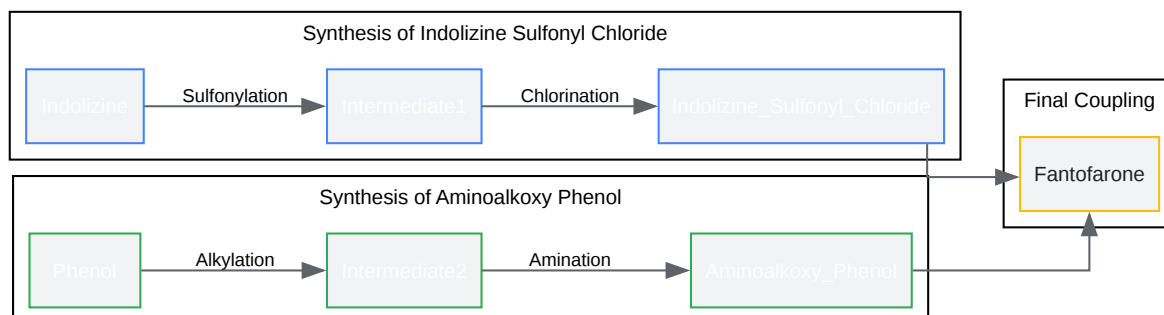 Synthesis of Indolizine Sulfonyl Chloride
Indolizine
Sulfonylation
Intermediate1
Chlorination
Indolizine_Sulfonyl_Chloride
Final Coupling
Fantofarone
Synthesis of Aminoalkoxy Phenol
Phenol
Alkylation
Intermediate2
Amination
Aminoalkoxy_Phenol